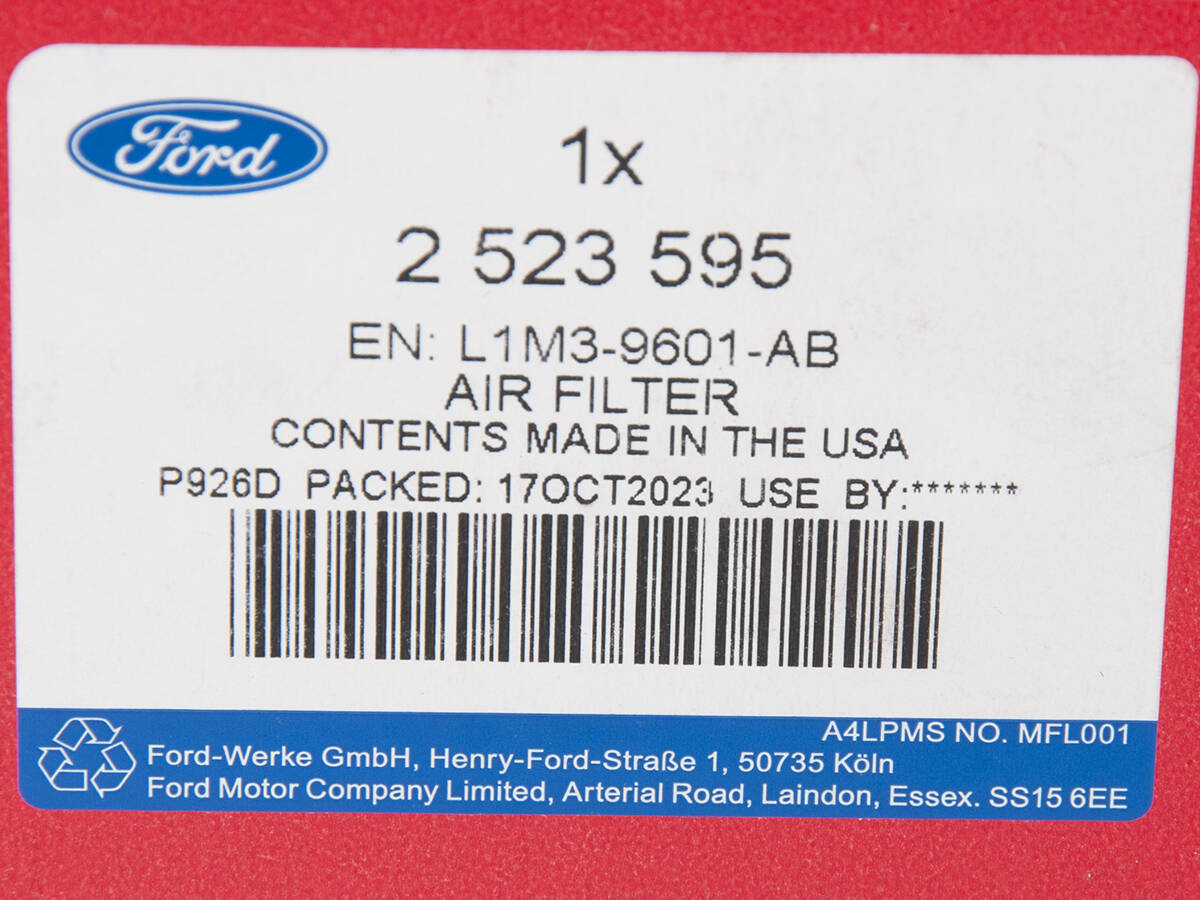 Ford
1x
2 523 595
EN: L1M3-9601-AB
AIR FILTER
CONTENTS MADE IN THE USA
P926D PACKED: 17OCT2023 USE BY:*******
A4LPMS NO. MFL001
Ford-Werke GmbH, Henry-Ford-Straße 1, 50735 Köln
Ford Motor Company Limited, Arterial Road, Laindon, Essex. SS15 6EE